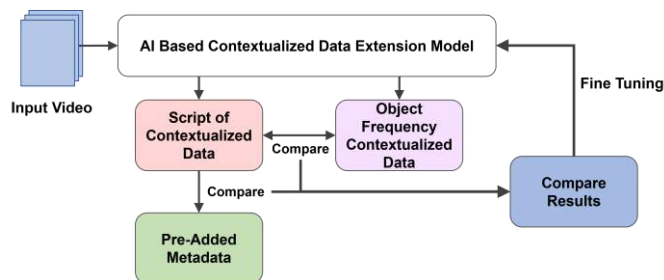 AI Based Contextualized Data Extension Model
Input Video
Fine Tuning
Script of
Contextualized
Data
Object
Frequency
Contextualized
Data
Compare
Compare
Compare
Results
Pre-Added
Metadata